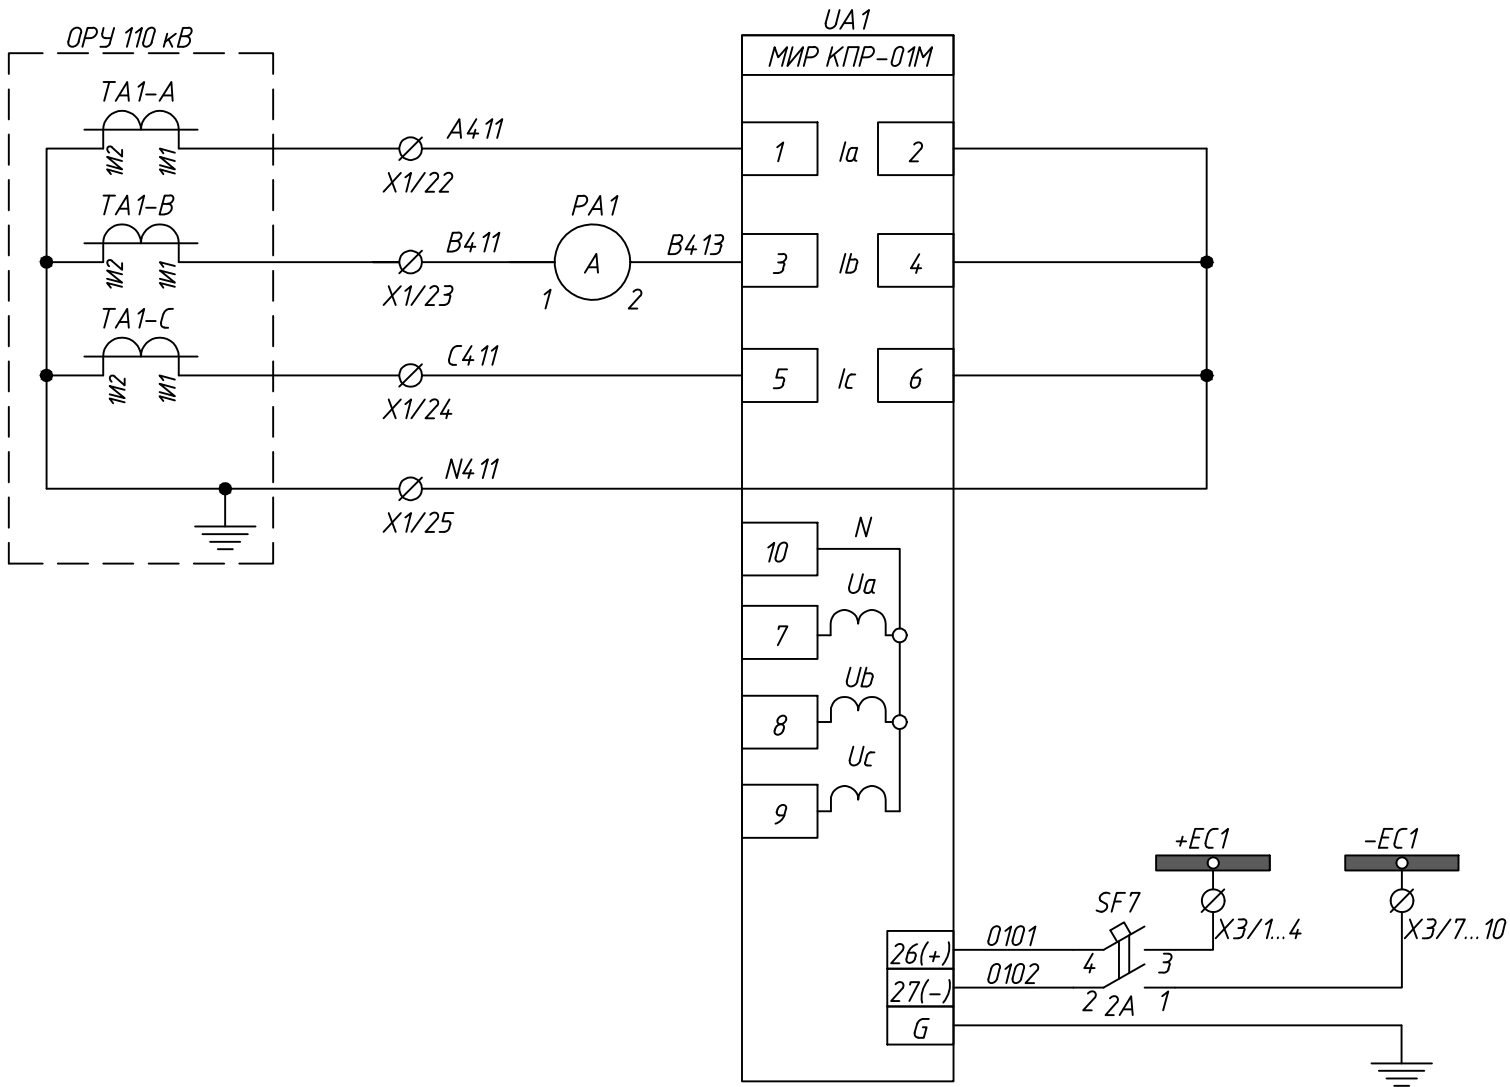 ОРУ 110 кВ
UA1
МИР КПР-01М
TA1-A
1И2
1И1
A411
X1/22
1
Ia
2
TA1-B
1И2
1И1
B411
X1/23
PA1
A
1
2
B413
3
Ib
4
TA1-C
1И2
1И1
C411
X1/24
5
Ic
6
N411
X1/25
10
N
7
Ua
8
Ub
9
Uc
+EC1
-EC1
X3/1...4
X3/7...10
SF7
26(+)
0101
4
3
27(-)
0102
2
2A
1
G